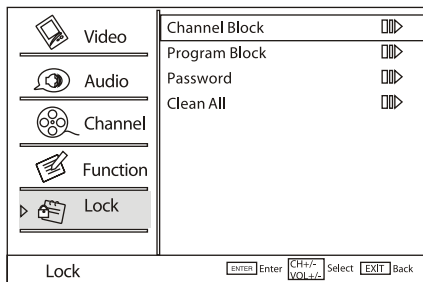 Video
Audio
Channel
Function
Lock
Channel Block
Program Block
Password
Clean All
Lock
ENTER Enter CH+/- VOL+/- Select EXIT Back